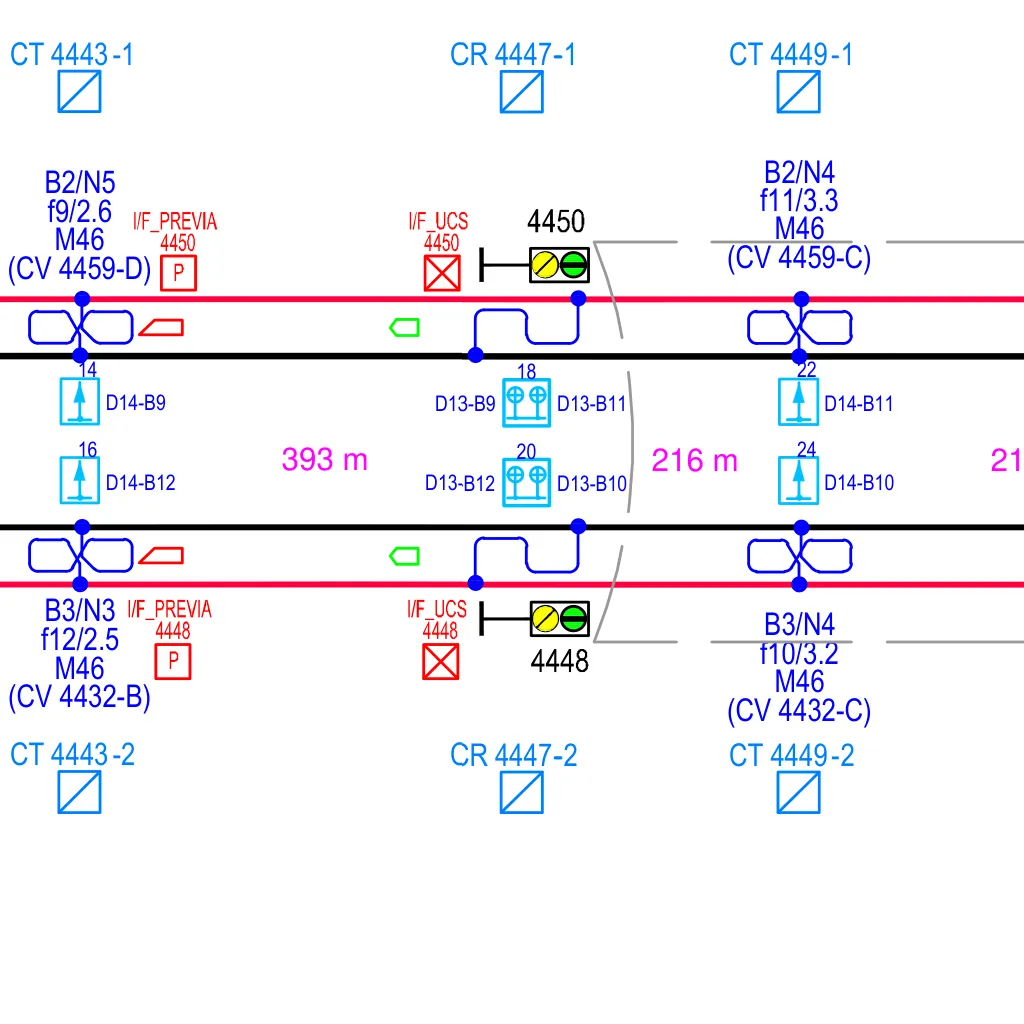 CT 4443-1
CR 4447-1
CT 4449-1
B2/N5
f9/2.6
M46
(CV 4459-D)
I/F_PREVIA
4450
P
I/F_UCS
4450
4450
B2/N4
f11/3.3
M46
(CV 4459-C)
14
D14-B9
18
D13-B9
D13-B11
22
D14-B11
393 m
216 m
21
16
D14-B12
20
D13-B12
D13-B10
24
D14-B10
B3/N3
f12/2.5
M46
(CV 4432-B)
I/F_PREVIA
4448
P
I/F_UCS
4448
4448
B3/N4
f10/3.2
M46
(CV 4432-C)
CT 4443-2
CR 4447-2
CT 4449-2